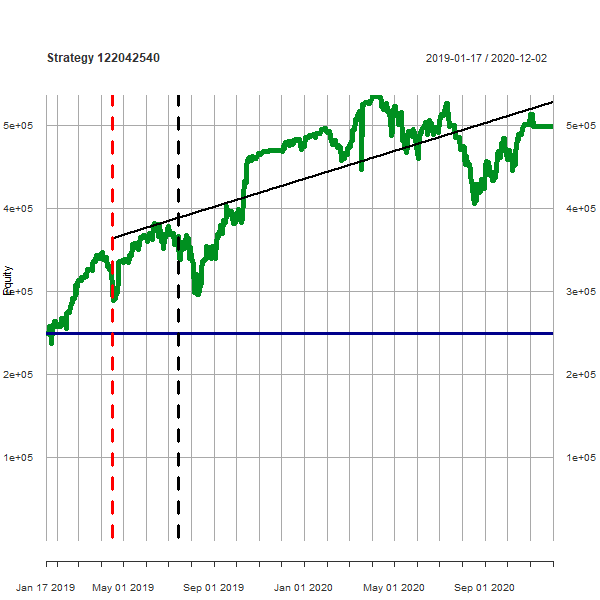 Strategy 122042540
2019-01-17 / 2020-12-02
5e+05
5e+05
4e+05
4e+05
Equity
3e+05
3e+05
2e+05
2e+05
1e+05
1e+05
Jan 17 2019
May 01 2019
Sep 01 2019
Jan 01 2020
May 01 2020
Sep 01 2020